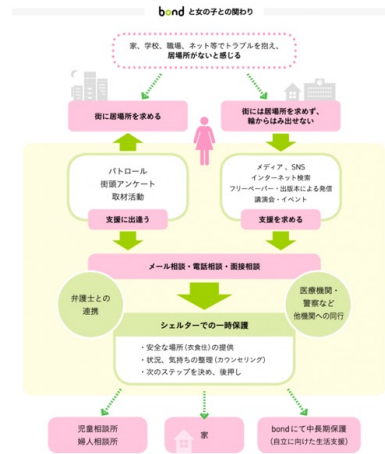 bond と女の子との関わり
家、学校、職場、ネット等でトラブルを抱え、
居場所がないと感じる
街に居場所を求める
街には居場所を求めず、
輪からはみ出せない
パトロール
街頭アンケート
取材活動
メディア、SNS
インターネット検索
フリーペーパー・出版本による発信
講演会・イベント
支援に出逢う
支援を求める
メール相談・電話相談・面接相談
弁護士との
連携
医療機関・
警察など
他機関への同行
シェルターでの一時保護
・安全な場所(衣食住)の提供
・状況、気持ちの整理(カウンセリング)
・次のステップを決め、後押し
児童相談所
婦人相談所
家
bondにて中長期保護
(自立に向けた生活支援)